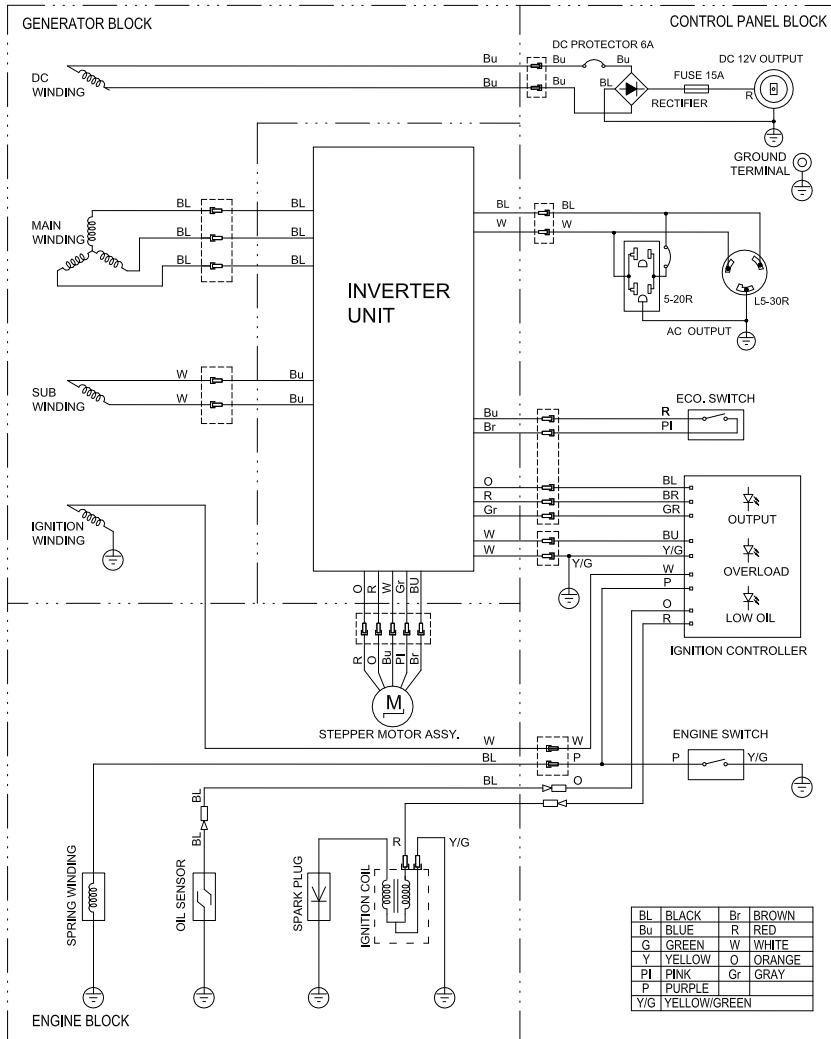 GENERATOR BLOCK
CONTROL PANEL BLOCK
DC WINDING
Bu
Bu
DC PROTECTOR 6A
Bu
Bu
Bu
BL
RECTIFIER
FUSE 15A
R
DC 12V OUTPUT
GROUND TERMINAL
MAIN WINDING
BL
BL
BL
BL
BL
BL
INVERTER
UNIT
BL
W
BL
W
5-20R
L5-30R
AC OUTPUT
SUB WINDING
W
W
Bu
Bu
Bu
Br
R
PI
ECO. SWITCH
IGNITION WINDING
O
R
Gr
W
W
Y/G
BL
BR
GR
BU
Y/G
W
P
O
R
OUTPUT
OVERLOAD
LOW OIL
IGNITION CONTROLLER
O
R
W
Gr
BU
R
O
Bu
PI
Br
M
STEPPER MOTOR ASSY.
W
W
BL
P
ENGINE SWITCH
P
Y/G
BL
O
BL
BL
R
Y/G
SPRING WINDING
OIL SENSOR
SPARK PLUG
IGNITION COIL
ENGINE BLOCK
BL BLACK Br BROWN
Bu BLUE R RED
G GREEN W WHITE
Y YELLOW O ORANGE
PI PINK Gr GRAY
P PURPLE
Y/G YELLOW/GREEN